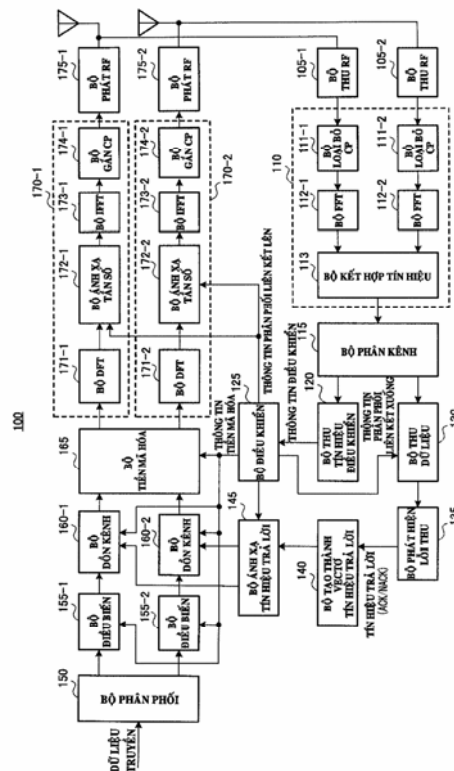 100
DỮ LIỆU
TRUYỀN
150
BỘ PHÂN PHỐI
155-1
BỘ
ĐIỀU BIẾN
155-2
BỘ
ĐIỀU BIẾN
160-1
BỘ
DỒN KÊNH
160-2
BỘ
DỒN KÊNH
165
BỘ
TIỀN MÃ HÓA
170-1
171-1
BỘ DFT
172-1
BỘ ÁNH XẠ
TẦN SỐ
173-1
BỘ IFFT
174-1
BỘ
GẮN CP
175-1
BỘ
PHÁT RF
170-2
171-2
BỘ DFT
172-2
BỘ ÁNH XẠ
TẦN SỐ
173-2
BỘ IFFT
174-2
BỘ
GẮN CP
175-2
BỘ
PHÁT RF
THÔNG TIN
TIỀN MÃ HÓA
THÔNG TIN PHÂN PHỐI LIÊN KẾT LÊN
125
BỘ ĐIỀU KHIỂN
THÔNG TIN ĐIỀU KHIỂN
120
BỘ THU
TÍN HIỆU
ĐIỀU KHIỂN
THÔNG TIN
PHÂN PHỐI
LIÊN KẾT XUỐNG
145
BỘ ÁNH XẠ
TÍN HIỆU TRẢ LỜI
140
BỘ TẠO THÀNH
VECTO
TÍN HIỆU TRẢ LỜI
TÍN HIỆU TRẢ LỜI
(ACK/NACK)
135
BỘ PHÁT HIỆN
LỖI THU
130
BỘ THU
DỮ LIỆU
115
BỘ PHÂN KÊNH
110
113
BỘ KẾT HỢP TÍN HIỆU
112-1
BỘ FFT
112-2
BỘ FFT
111-1
BỘ LOẠI BỎ
CP
111-2
BỘ LOẠI BỎ
CP
105-1
BỘ
THU RF
105-2
BỘ
THU RF